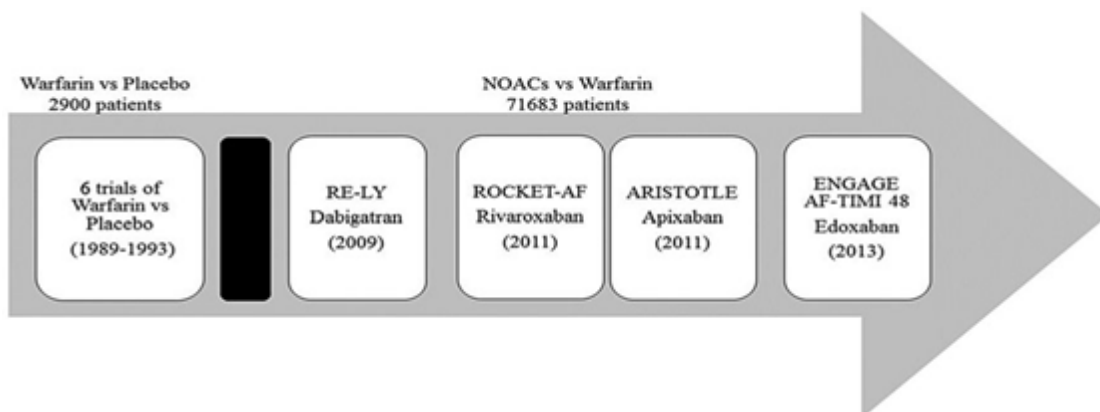 Warfarin vs Placebo
2900 patients
NOACs vs Warfarin
71683 patients
6 trials of
Warfarin vs
Placebo
(1989-1993)
RE-LY
Dabigatran
(2009)
ROCKET-AF
Rivaroxaban
(2011)
ARISTOTLE
Apixaban
(2011)
ENGAGE
AF-TIMI 48
Edoxaban
(2013)